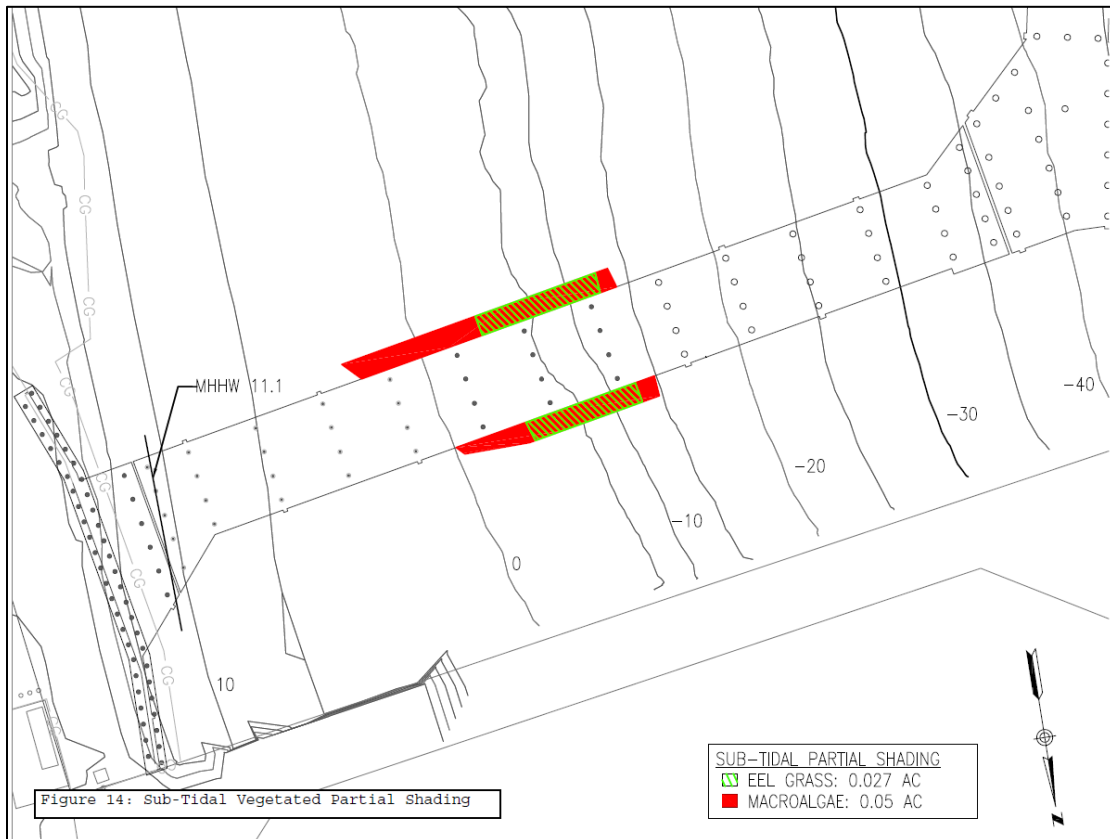 CG
CG
CG
CG
CG
CG
CG
MHHW 11.1
-40
-30
-20
-10
0
10
SUB-TIDAL PARTIAL SHADING
EEL GRASS: 0.027 AC
MACROALGAE: 0.05 AC
Figure 14: Sub-Tidal Vegetated Partial Shading
N